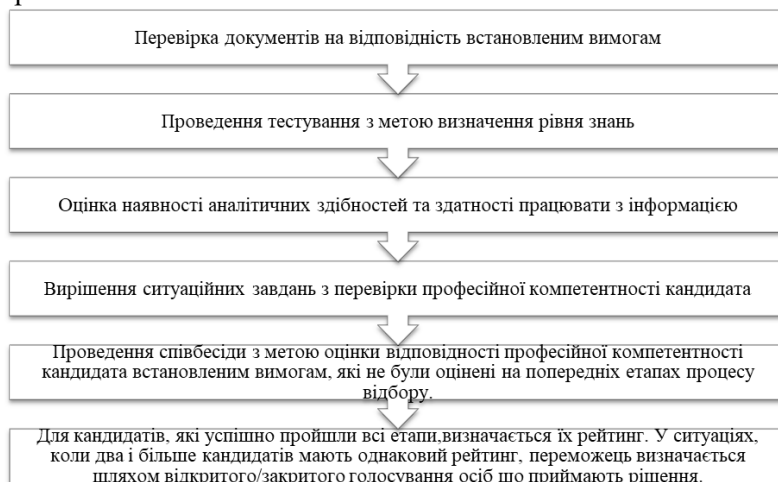 Перевірка документів на відповідність встановленим вимогам
Проведення тестування з метою визначення рівня знань
Оцінка наявності аналітичних здібностей та здатності працювати з інформацією
Вирішення ситуаційних завдань з перевірки професійної компетентності кандидата
Проведення співбесіди з метою оцінки відповідності професійної компетентності
кандидата встановленим вимогам, які не були оцінені на попередніх етапах процесу
відбору.
Для кандидатів, які успішно пройшли всі етапи,визначається їх рейтинг. У ситуаціях,
коли два і більше кандидатів мають однаковий рейтинг, переможець визначається
шляхом відкритого/закритого голосування осіб що приймають рішення.